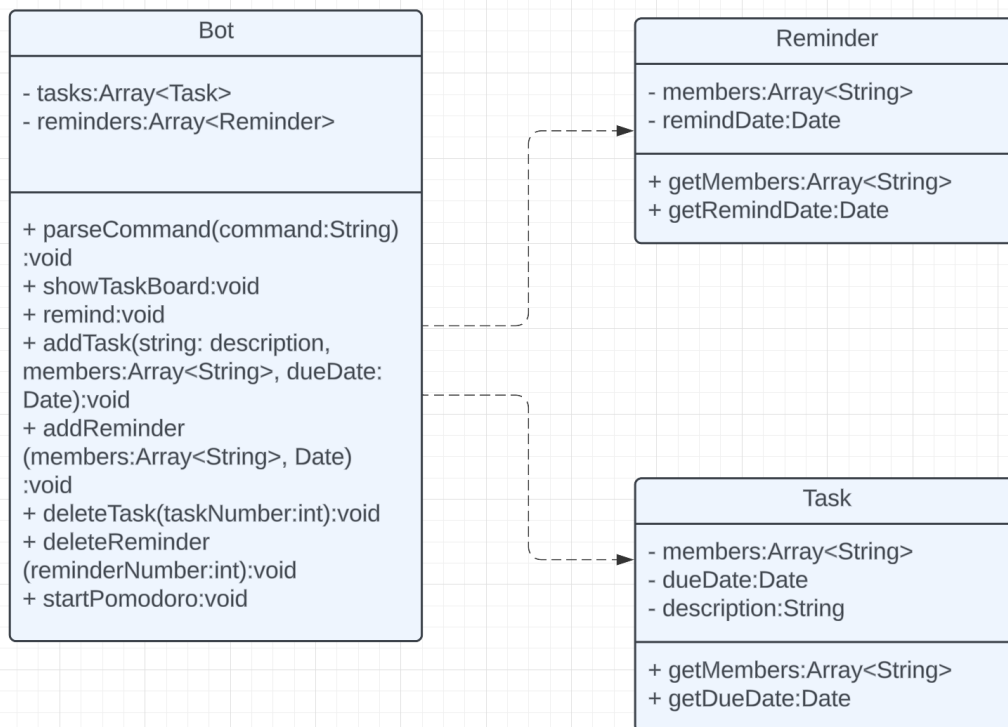 Bot
- tasks:Array<Task>
- reminders:Array<Reminder>
+ parseCommand(command:String)
:void
+ showTaskBoard:void
+ remind:void
+ addTask(string: description,
members:Array<String>, dueDate:
Date):void
+ addReminder
(members:Array<String>, Date)
:void
+ deleteTask(taskNumber:int):void
+ deleteReminder
(reminderNumber:int):void
+ startPomodoro:void
Reminder
- members:Array<String>
- remindDate:Date
+ getMembers:Array<String>
+ getRemindDate:Date
Task
- members:Array<String>
- dueDate:Date
- description:String
+ getMembers:Array<String>
+ getDueDate:Date